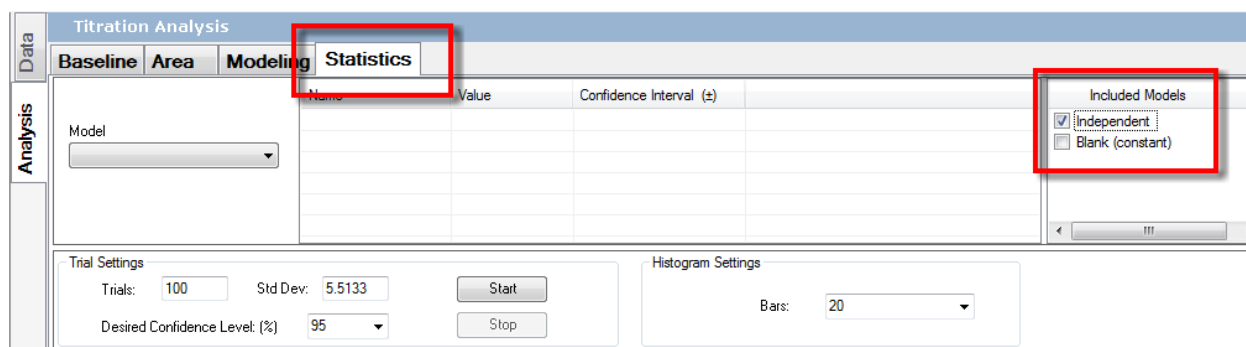 Titration Analysis
Data
Analysis
Baseline Area Modeling Statistics
Name Value Confidence Interval (±) Included Models
Model
Independent
Blank (constant)
Trial Settings Histogram Settings
Trials: 100 Std Dev: 5.5133 Start
Bars: 20
Desired Confidence Level: (%) 95 Stop